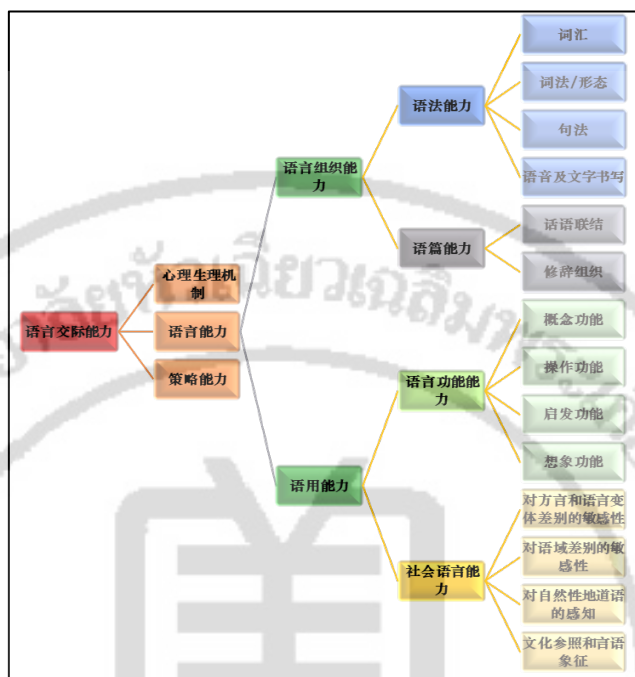 词汇
词法/形态
句法
语音及文字书写
语法能力
话语联结
修辞组织
语篇能力
语言组织能
力
心理生理机
制
语言能力
策略能力
语言交际能力
概念功能
操作功能
启发功能
想象功能
语言功能能
力
语用能力
对方言和语言变
体差别的敏感性
对语域差别的敏
感性
对自然性地道语
的感知
文化参照和言语
象征
社会语言能
力